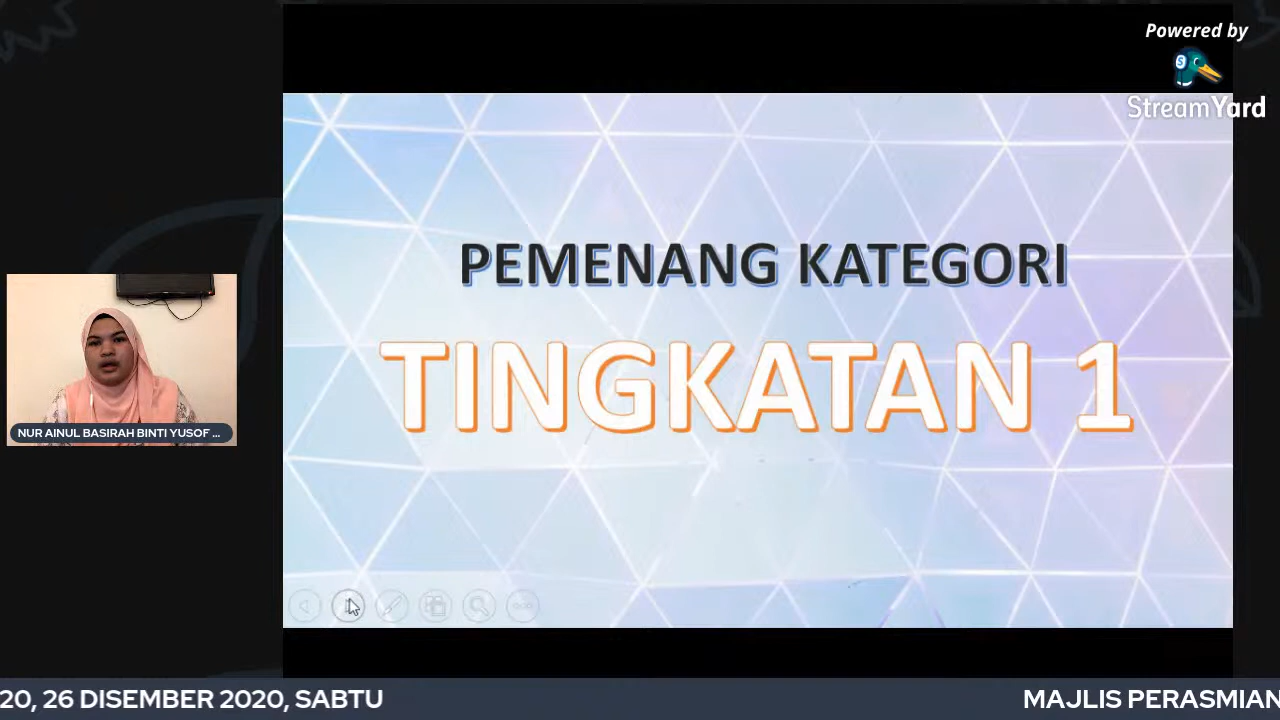 Powered by
StreamYard
PEMENANG KATEGORI
TINGKATAN 1
NUR AINUL BASIRAH BINTI YUSOF ...
20, 26 DISEMBER 2020, SABTU
MAJLIS PERASMIAN